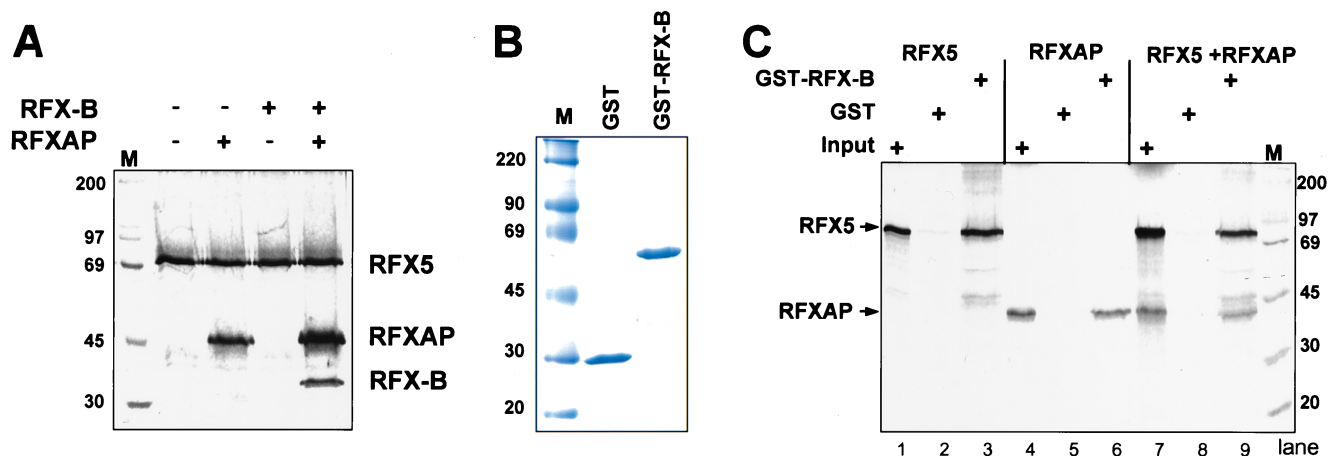 A
RFX-B - - + +
RFXAP - + - +
M
200
97
69
45
30
RFX5
RFXAP
RFX-B
B
M GST GST-RFX-B
220
90
69
45
30
20
C
RFX5 RFXAP RFX5 +RFXAP
GST-RFX-B + + +
GST + + +
Input + + + M
RFX5
RFXAP
200
97
69
45
30
20
1 2 3 4 5 6 7 8 9 lane